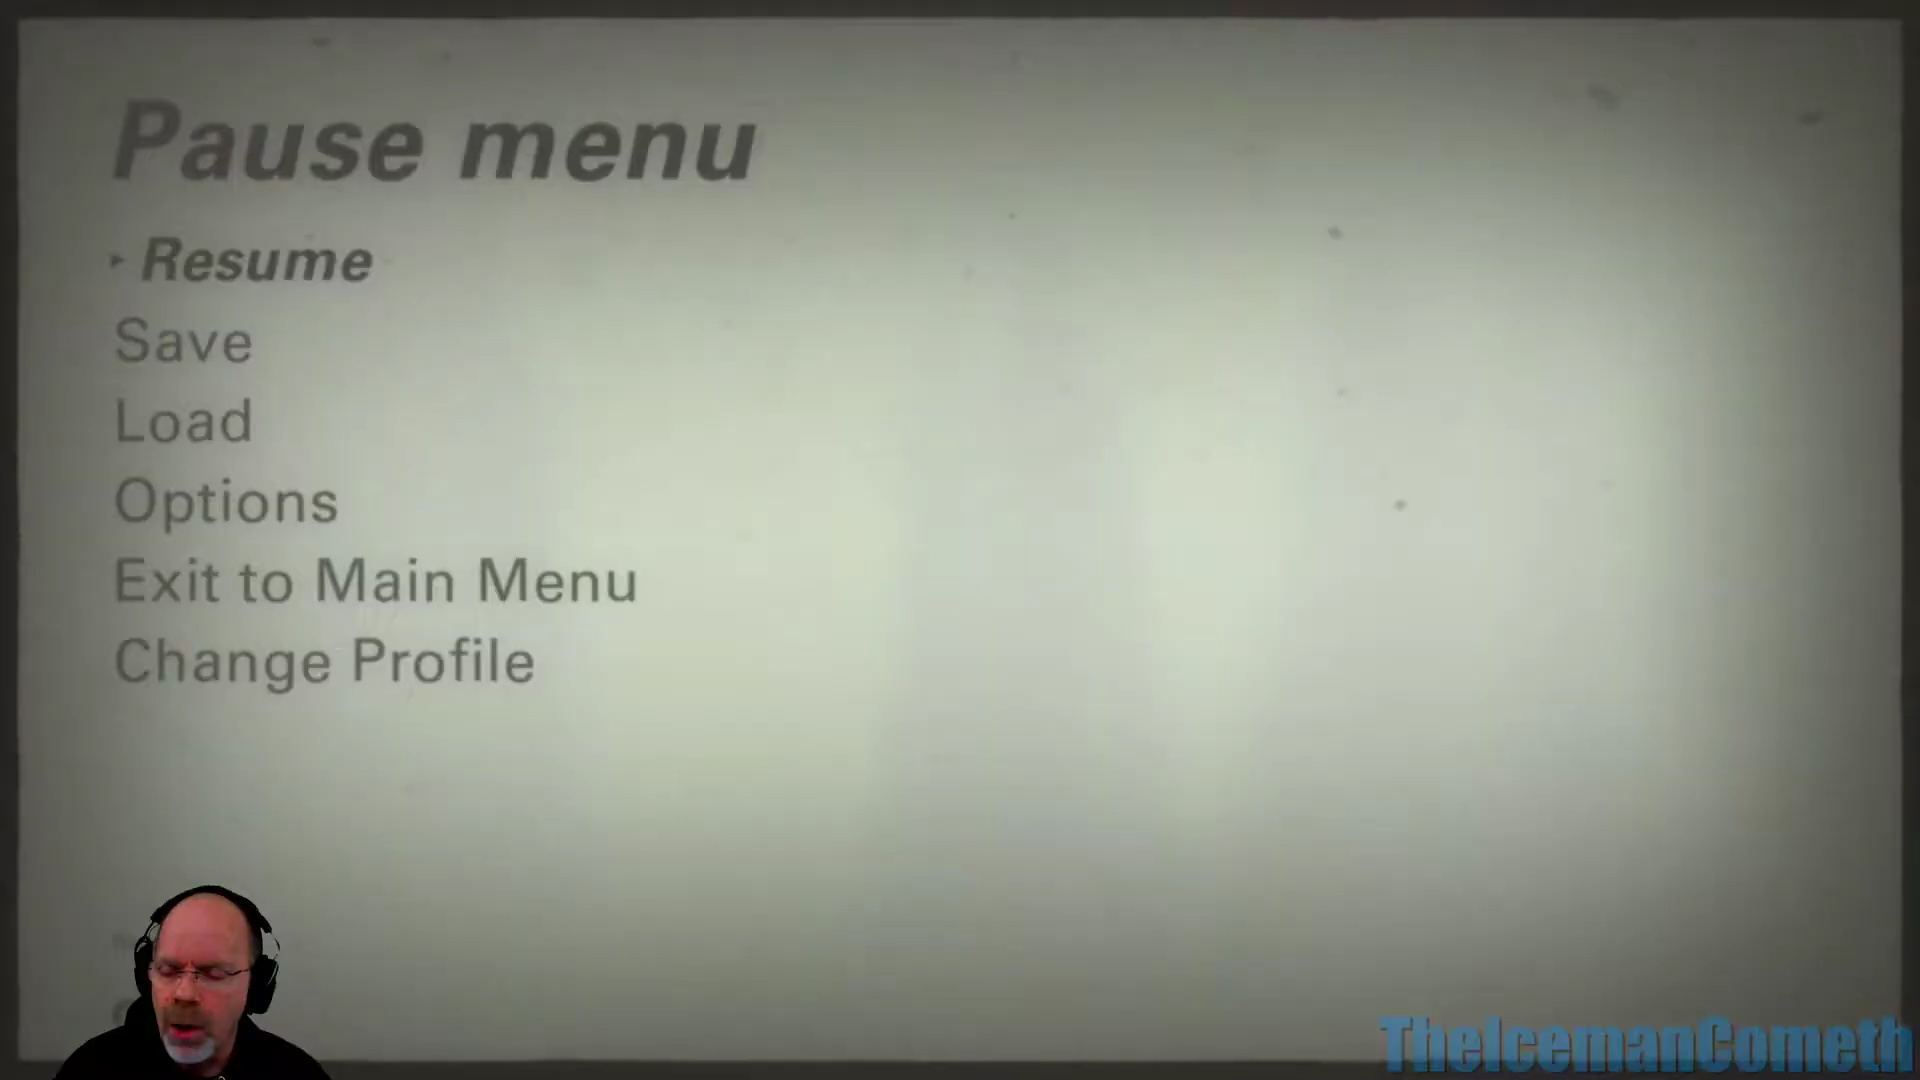 Pause menu
Resume
Save
Load
Options
Exit to Main Menu
Change Profile
TheIcemanCometh